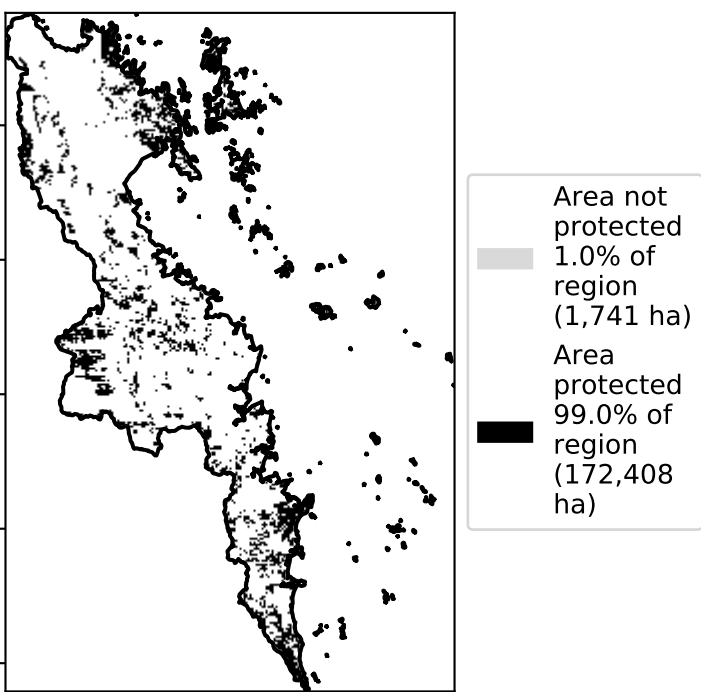 Area not
protected
1.0% of
region
(1,741 ha)
Area
protected
99.0% of
region
(172,408
ha)